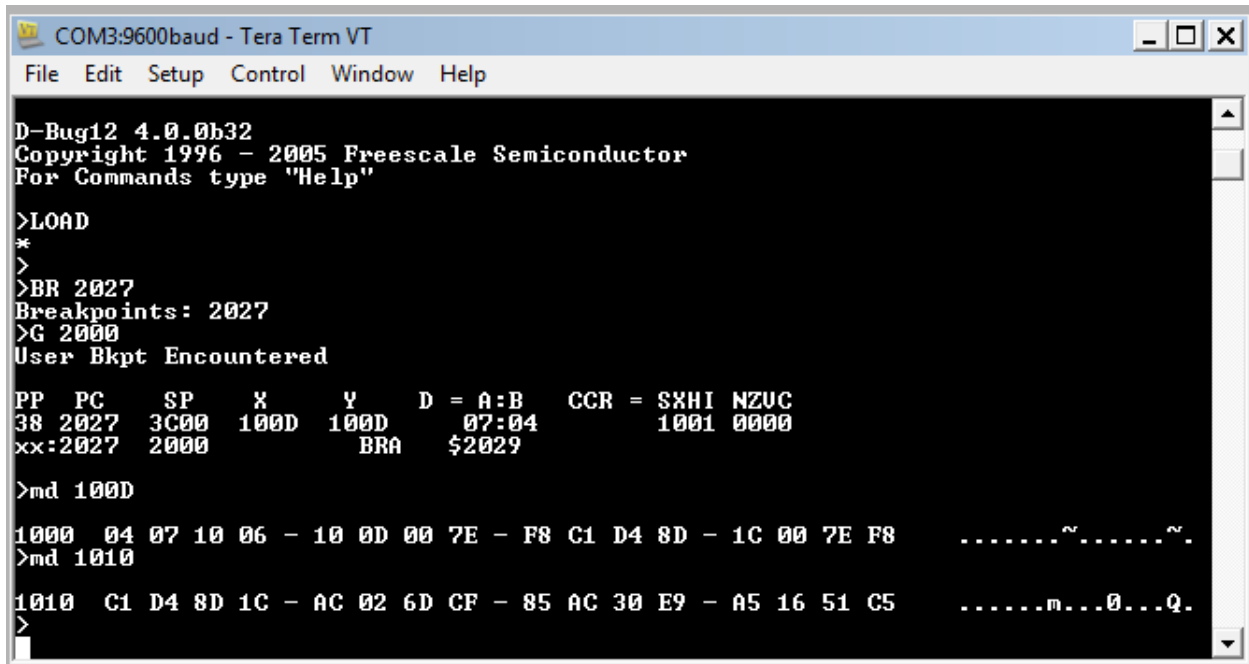 COM3:9600baud - Tera Term VT
File Edit Setup Control Window Help
D-Bug12 4.0.0b32
Copyright 1996 - 2005 Freescale Semiconductor
For Commands type "Help"
>LOAD
*
>
>BR 2027
Breakpoints: 2027
>G 2000
User Bkpt Encountered
PP PC SP X Y D = A:B CCR = SXHI NZVC
38 2027 3C00 100D 100D 07:04 1001 0000
xx:2027 2000 BRA $2029
>md 100D
1000 04 07 10 06 - 10 0D 00 7E - F8 C1 D4 8D - 1C 00 7E F8 .......~......~.
>md 1010
1010 C1 D4 8D 1C - AC 02 6D CF - 85 AC 30 E9 - A5 16 51 C5 ......m...0...Q.
>